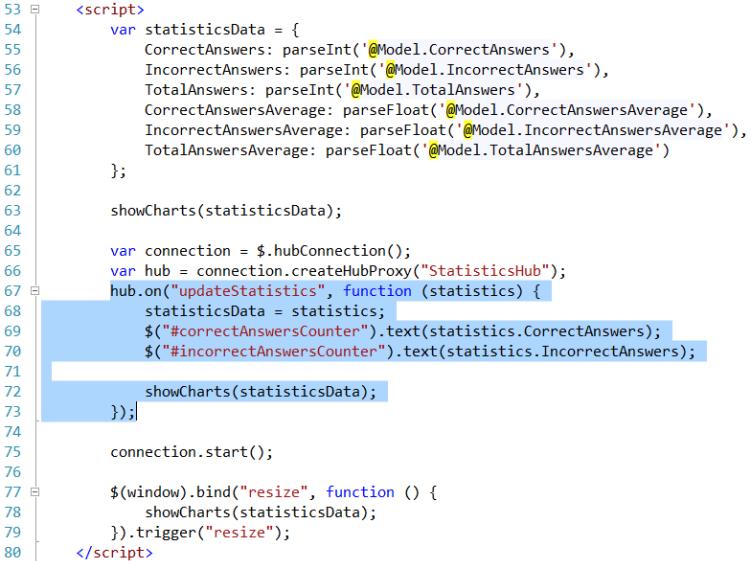 53 <script>
54 var statisticsData = {
55 CorrectAnswers: parseInt('@Model.CorrectAnswers'),
56 IncorrectAnswers: parseInt('@Model.IncorrectAnswers'),
57 TotalAnswers: parseInt('@Model.TotalAnswers'),
58 CorrectAnswersAverage: parseFloat('@Model.CorrectAnswersAverage'),
59 IncorrectAnswersAverage: parseFloat('@Model.IncorrectAnswersAverage'),
60 TotalAnswersAverage: parseFloat('@Model.TotalAnswersAverage')
61 };
62
63 showCharts(statisticsData);
64
65 var connection = $.hubConnection();
66 var hub = connection.createHubProxy("StatisticsHub");
67 hub.on("updateStatistics", function (statistics) {
68 statisticsData = statistics;
69 $("#correctAnswersCounter").text(statistics.CorrectAnswers);
70 $("#incorrectAnswersCounter").text(statistics.IncorrectAnswers);
71
72 showCharts(statisticsData);
73 });
74
75 connection.start();
76
77 $(window).bind("resize", function () {
78 showCharts(statisticsData);
79 }).trigger("resize");
80 </script>